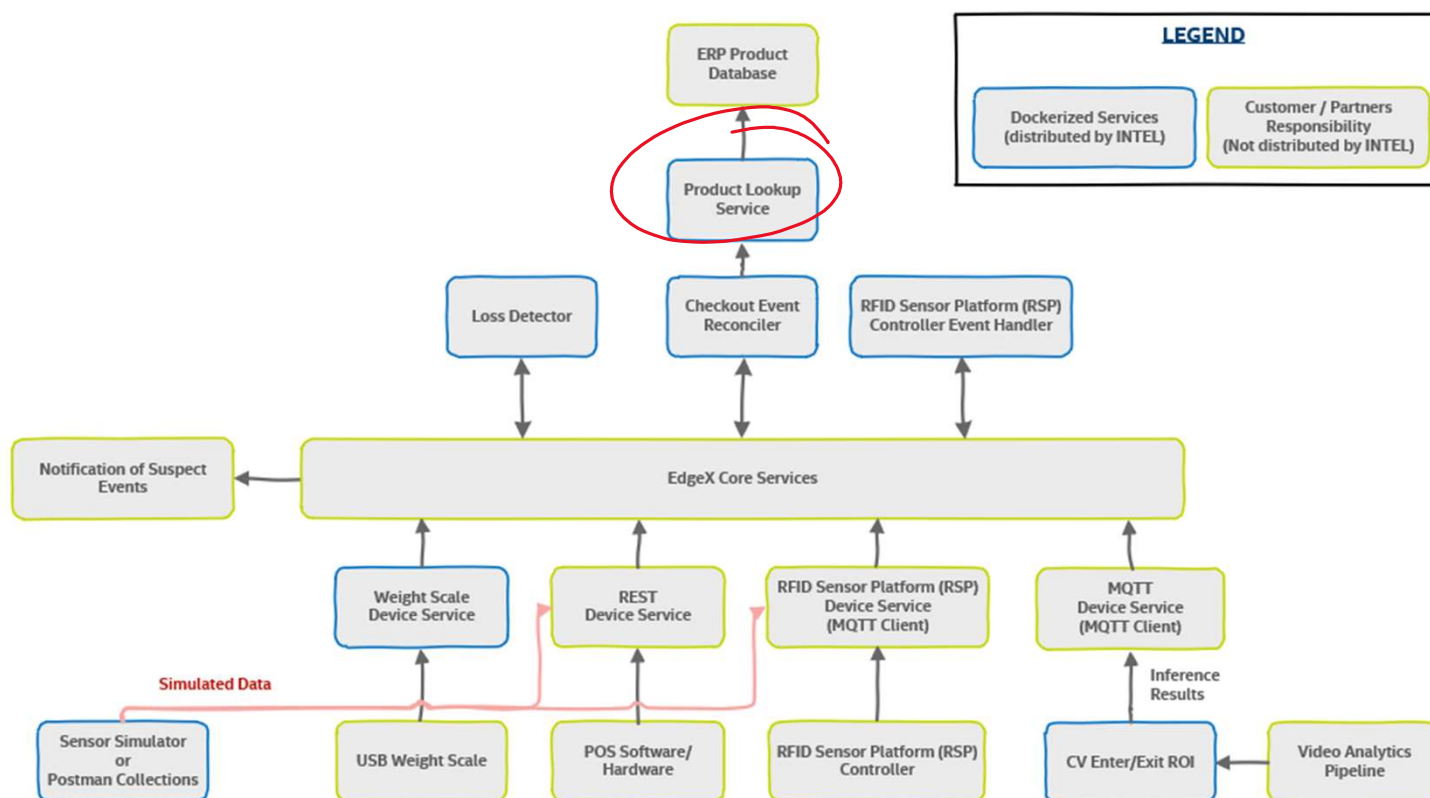 LEGEND
ERP Product
Database
Dockerized Services
(distributed by INTEL)
Customer / Partners
Responsibility
(Not distributed by INTEL)
Product Lookup
Service
Loss Detector
Checkout Event
Reconciler
RFID Sensor Platform (RSP)
Controller Event Handler
Notification of Suspect
Events
EdgeX Core Services
Weight Scale
Device Service
REST
Device Service
RFID Sensor Platform (RSP)
Device Service
(MQTT Client)
MQTT
Device Service
(MQTT Client)
Simulated Data
Inference
Results
Sensor Simulator
or
Postman Collections
USB Weight Scale
POS Software/
Hardware
RFID Sensor Platform (RSP)
Controller
CV Enter/Exit ROI
Video Analytics
Pipeline